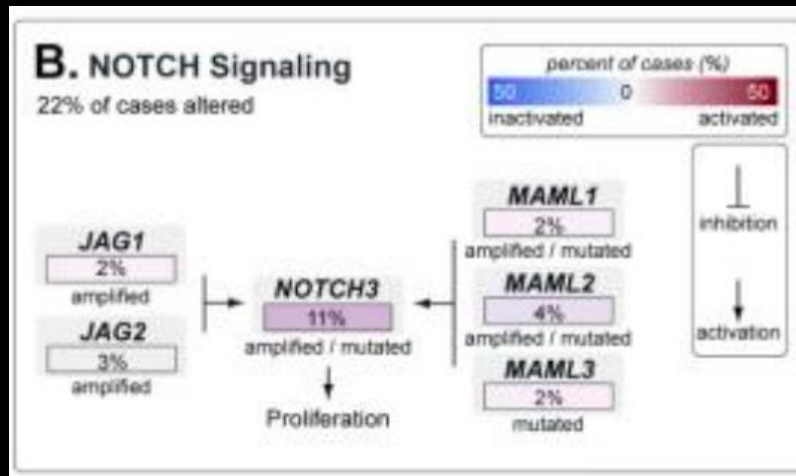 B. NOTCH Signaling
22% of cases altered
percent of cases (%)
50 0 50
inactivated activated
inhibition
activation
JAG1
2%
amplified
JAG2
3%
amplified
NOTCH3
11%
amplified / mutated
Proliferation
MAML1
2%
amplified / mutated
MAML2
4%
amplified / mutated
MAML3
2%
mutated